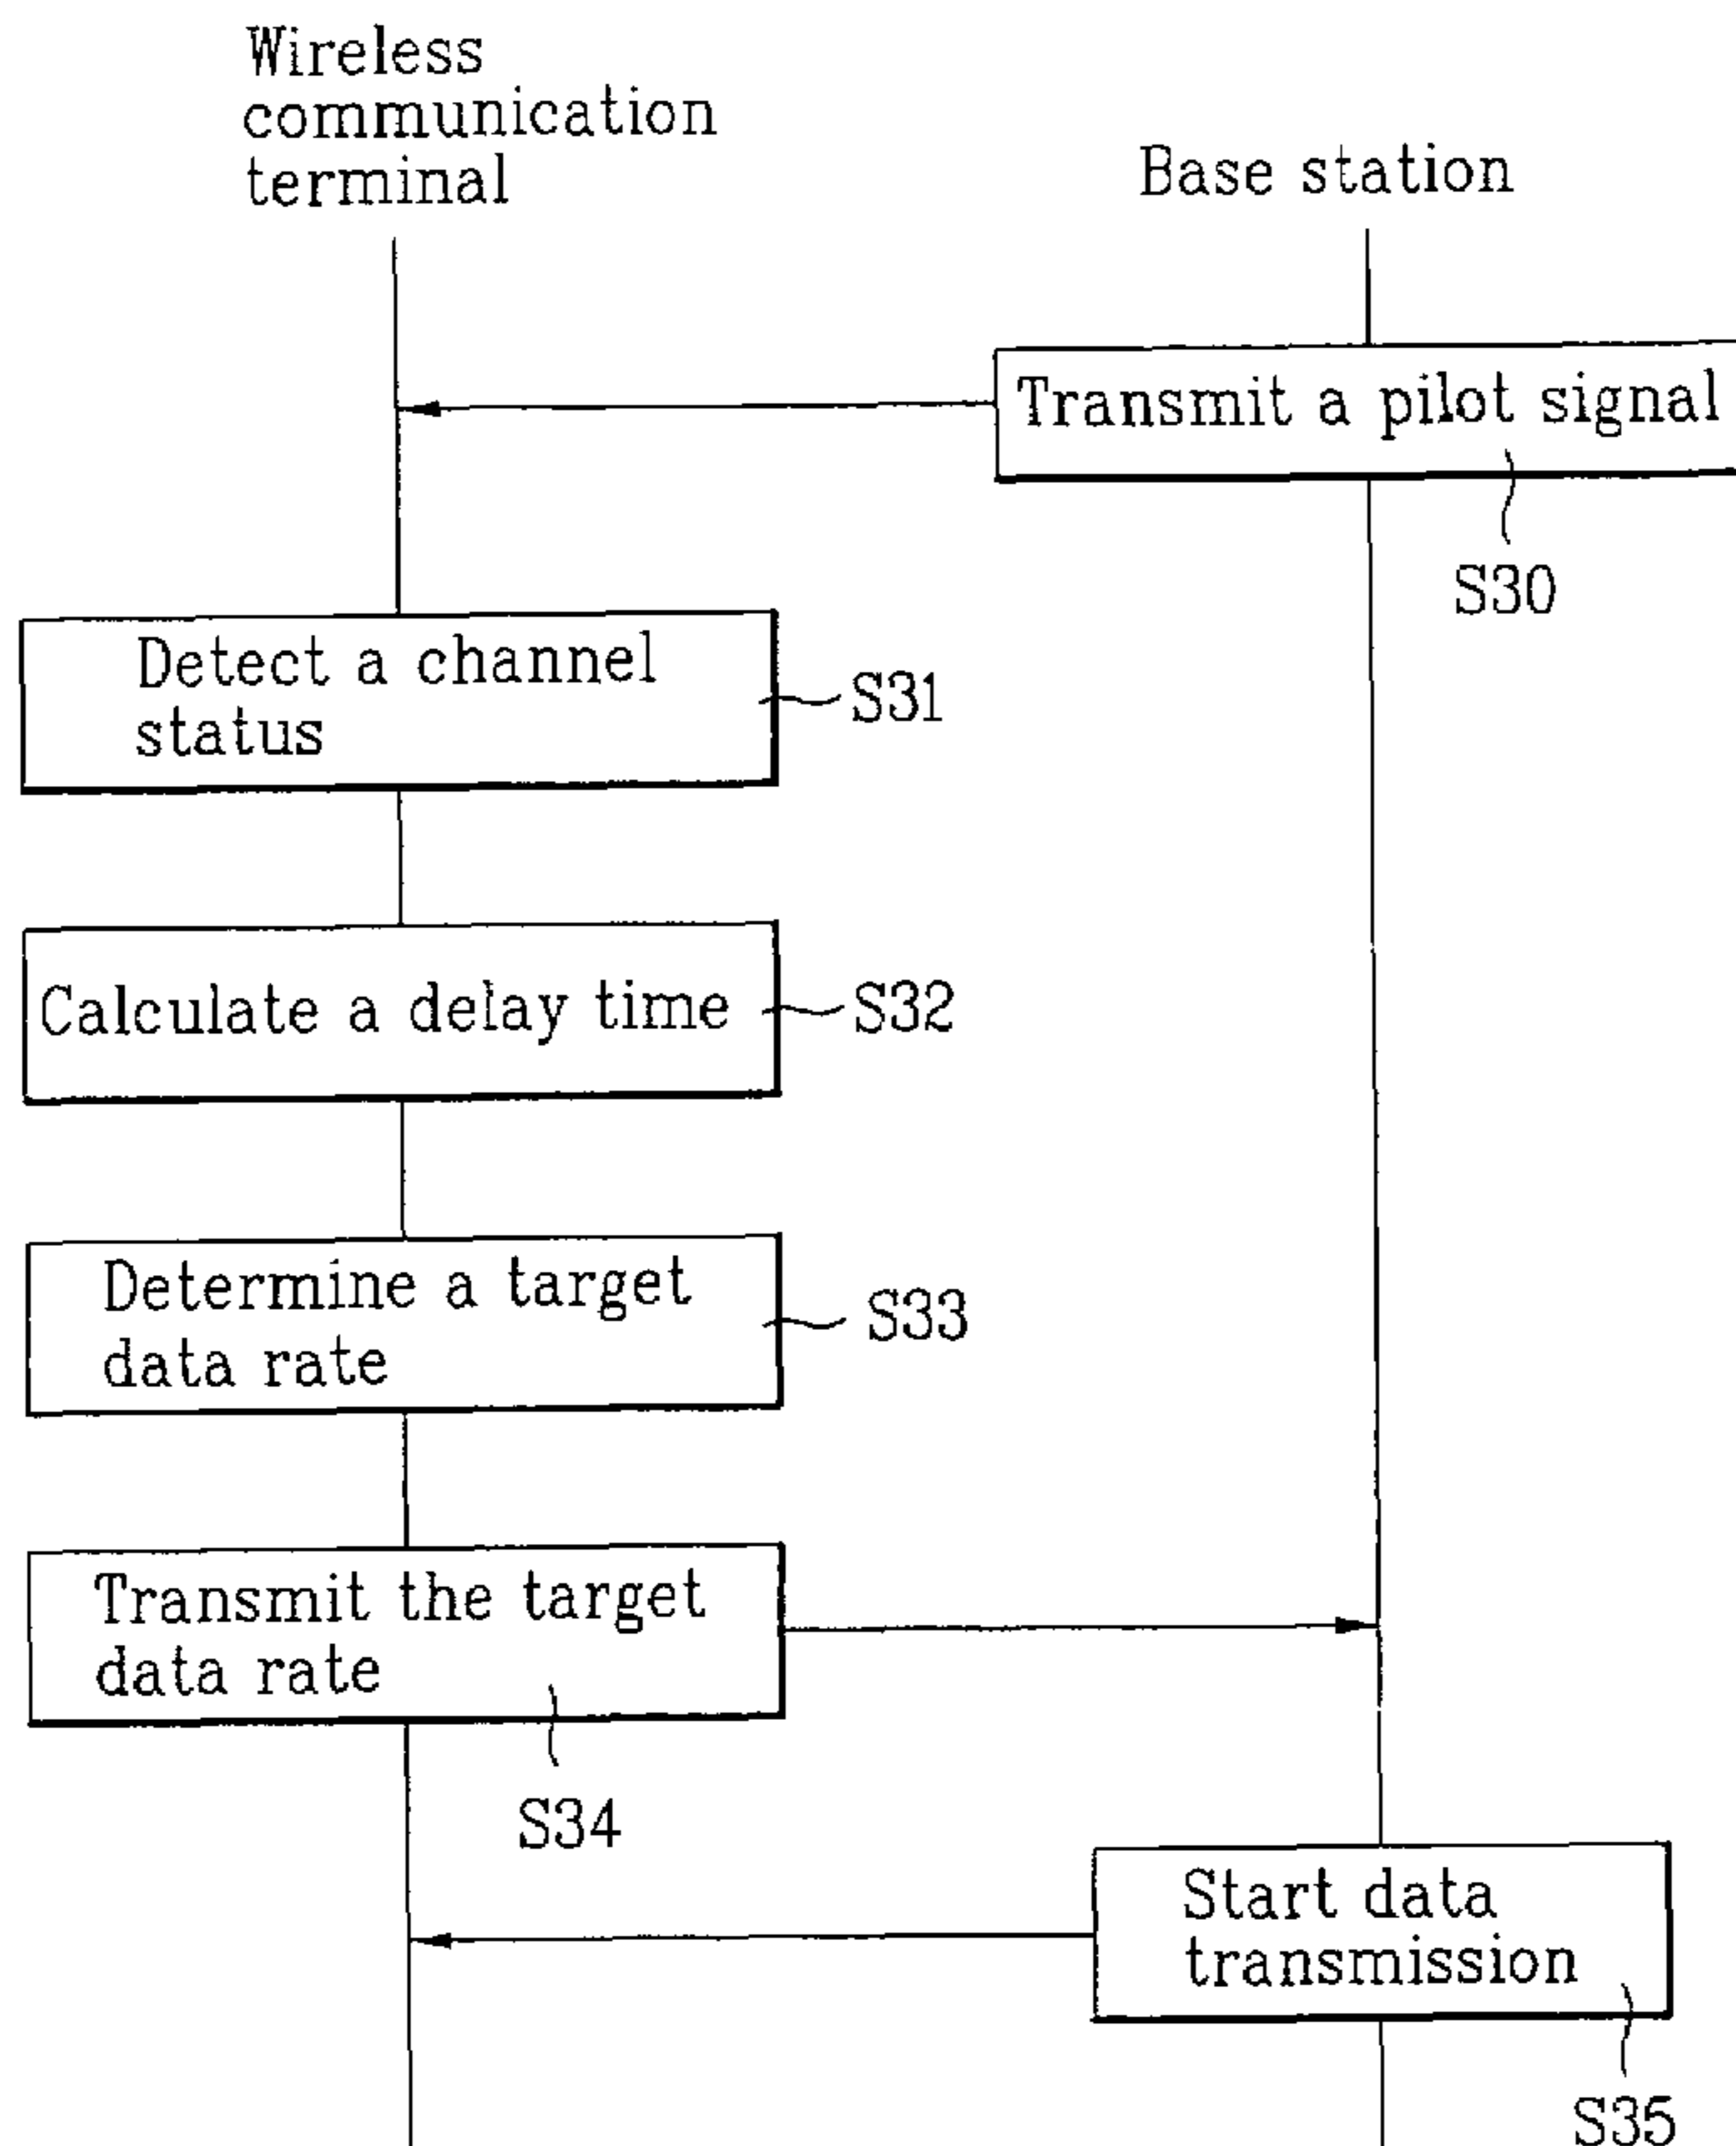 Wireless
communication
terminal
Base station
Transmit a pilot signal
S30
Detect a channel
status
S31
Calculate a delay time
S32
Determine a target
data rate
S33
Transmit the target
data rate
S34
Start data
transmission
S35